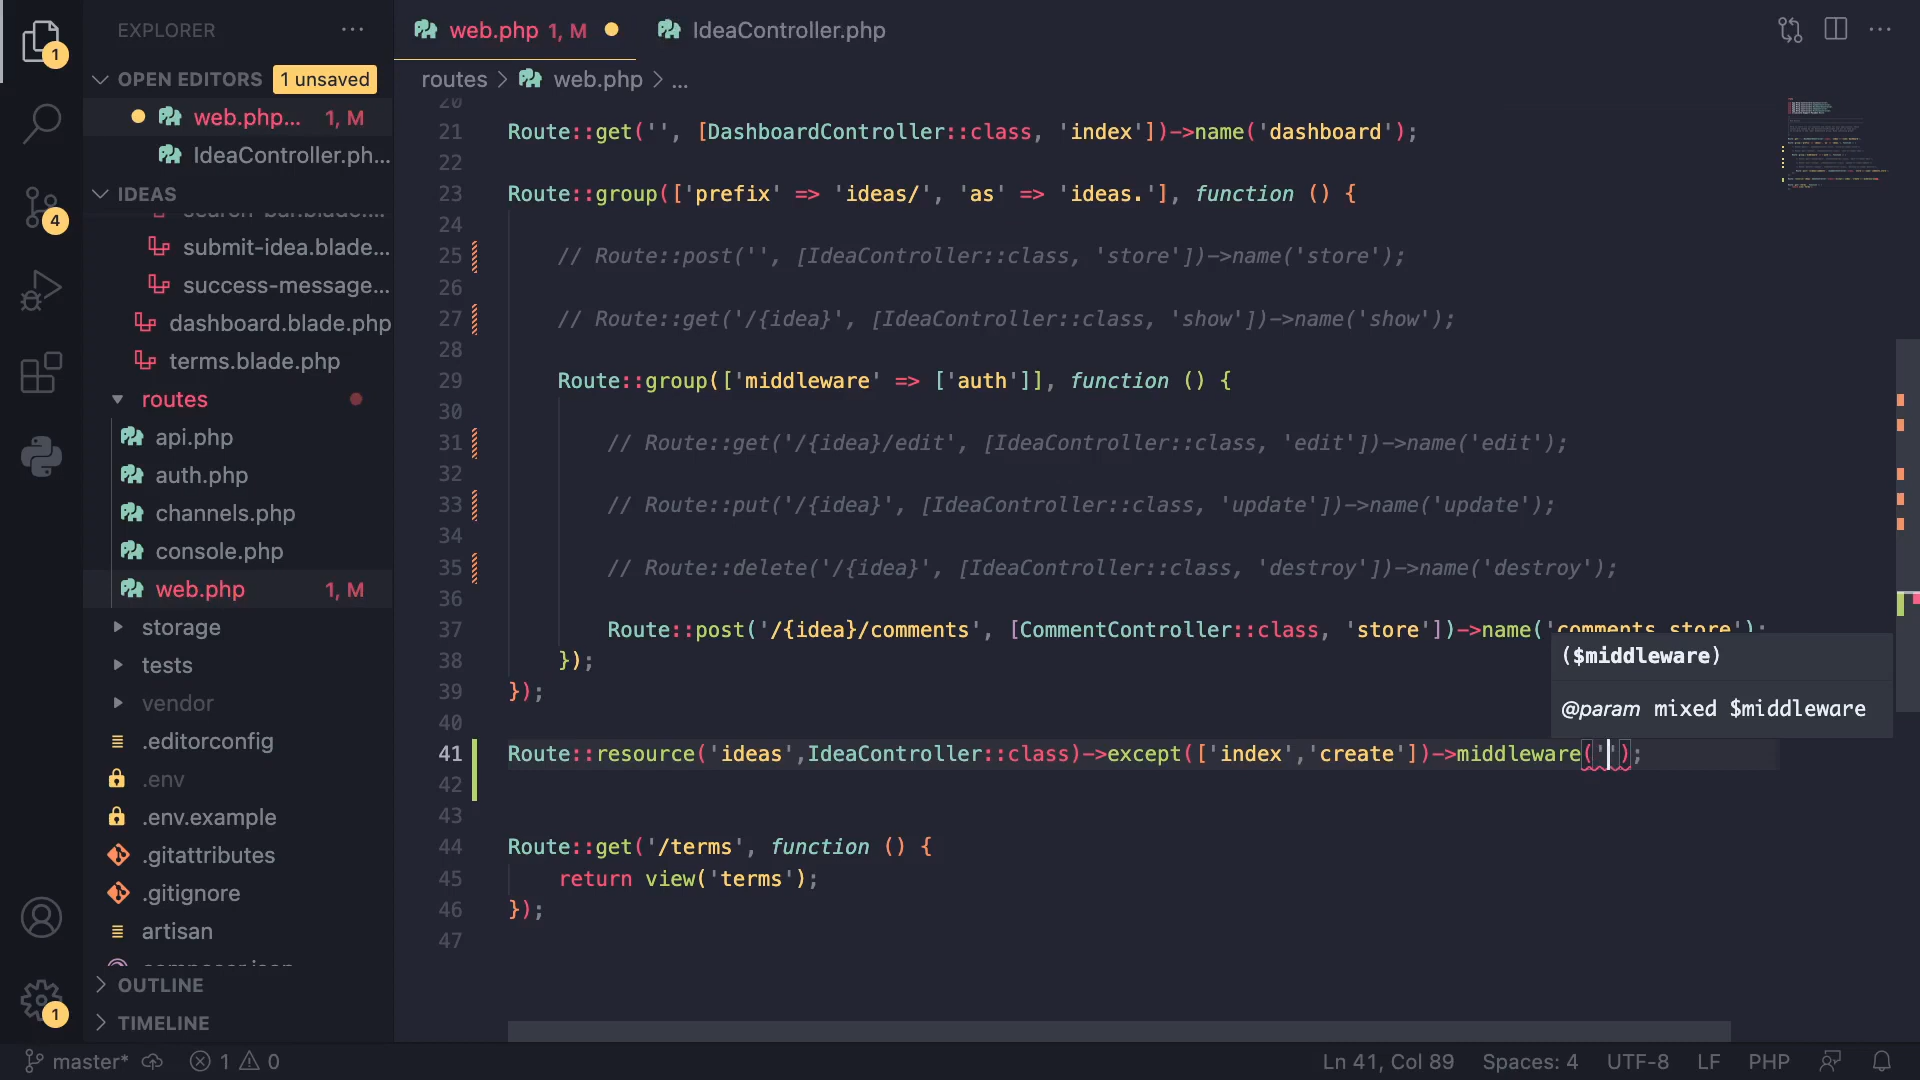 EXPLORER
OPEN EDITORS 1 unsaved
web.php... 1, M
IdeaController.ph...
IDEAS
search-bar.blade....
submit-idea.blade...
success-message...
dashboard.blade.php
terms.blade.php
routes
api.php
auth.php
channels.php
console.php
web.php 1, M
storage
tests
vendor
.editorconfig
.env
.env.example
.gitattributes
.gitignore
artisan
composer.json
OUTLINE
TIMELINE
1
4
1
web.php 1, M
IdeaController.php
routes > web.php > ...
20
21 Route::get('', [DashboardController::class, 'index'])->name('dashboard');
22
23 Route::group(['prefix' => 'ideas/', 'as' => 'ideas.'], function () {
24
25 // Route::post('', [IdeaController::class, 'store'])->name('store');
26
27 // Route::get('/{idea}', [IdeaController::class, 'show'])->name('show');
28
29 Route::group(['middleware' => ['auth']], function () {
30
31 // Route::get('/{idea}/edit', [IdeaController::class, 'edit'])->name('edit');
32
33 // Route::put('/{idea}', [IdeaController::class, 'update'])->name('update');
34
35 // Route::delete('/{idea}', [IdeaController::class, 'destroy'])->name('destroy');
36
37 Route::post('/{idea}/comments', [CommentController::class, 'store'])->name('comments.store');
38 });
39 });
40
($middleware)
@param mixed $middleware
41 Route::resource('ideas',IdeaController::class)->except(['index','create'])->middleware('');
42
43
44 Route::get('/terms', function () {
45 return view('terms');
46 });
47
master* 1 0
Ln 41, Col 89 Spaces: 4 UTF-8 LF PHP